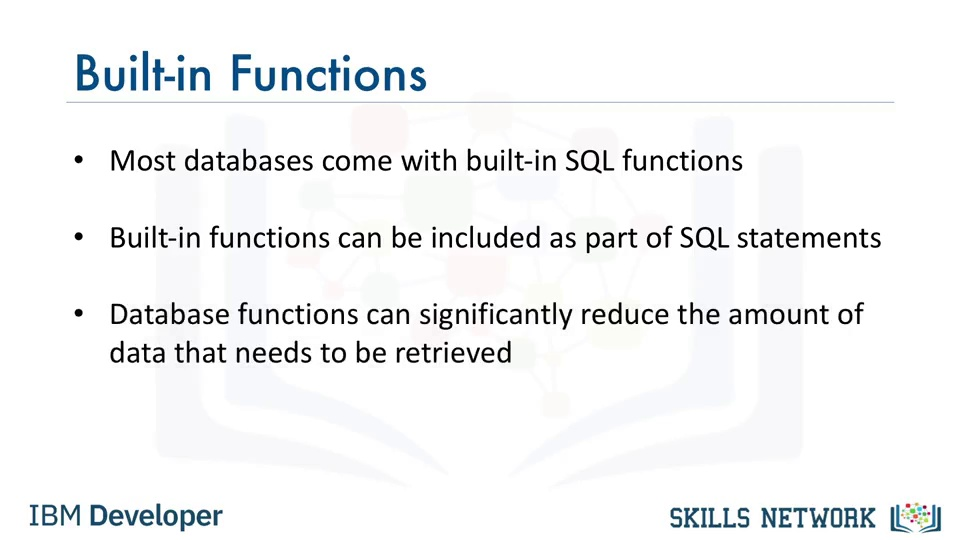 Built-in Functions
• Most databases come with built-in SQL functions
• Built-in functions can be included as part of SQL statements
• Database functions can significantly reduce the amount of
data that needs to be retrieved
IBM Developer
SKILLS NETWORK